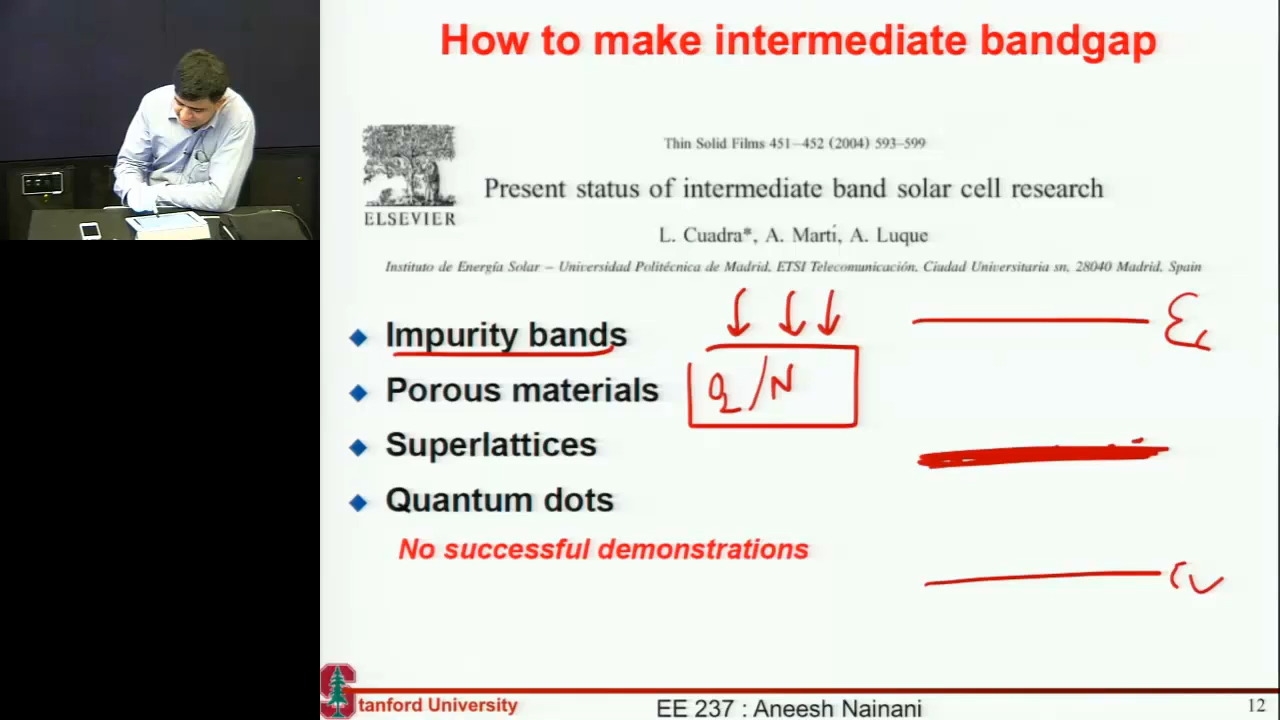 How to make intermediate bandgap
Thin Solid Films 451–452 (2004) 593–599
Present status of intermediate band solar cell research
ELSEVIER
L. Cuadra*, A. Martí, A. Luque
Instituto de Energía Solar – Universidad Politécnica de Madrid, ETSI Telecomunicación, Ciudad Universitaria sn, 28040 Madrid, Spain
Impurity bands
Porous materials
Superlattices
Quantum dots
No successful demonstrations
Stanford University
EE 237 : Aneesh Nainani
12